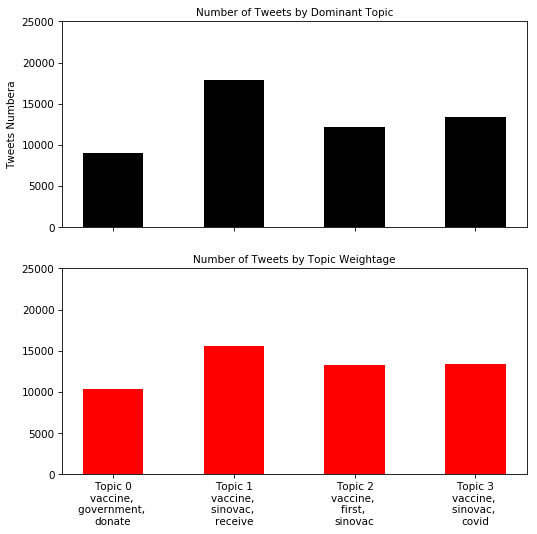 Number of Tweets by Dominant Topic
25000
20000
15000
10000
5000
0
Tweets Numbera
Number of Tweets by Topic Weightage
25000
20000
15000
10000
5000
0
Topic 0
vaccine,
government,
donate
Topic 1
vaccine,
sinovac,
receive
Topic 2
vaccine,
first,
sinovac
Topic 3
vaccine,
sinovac,
covid